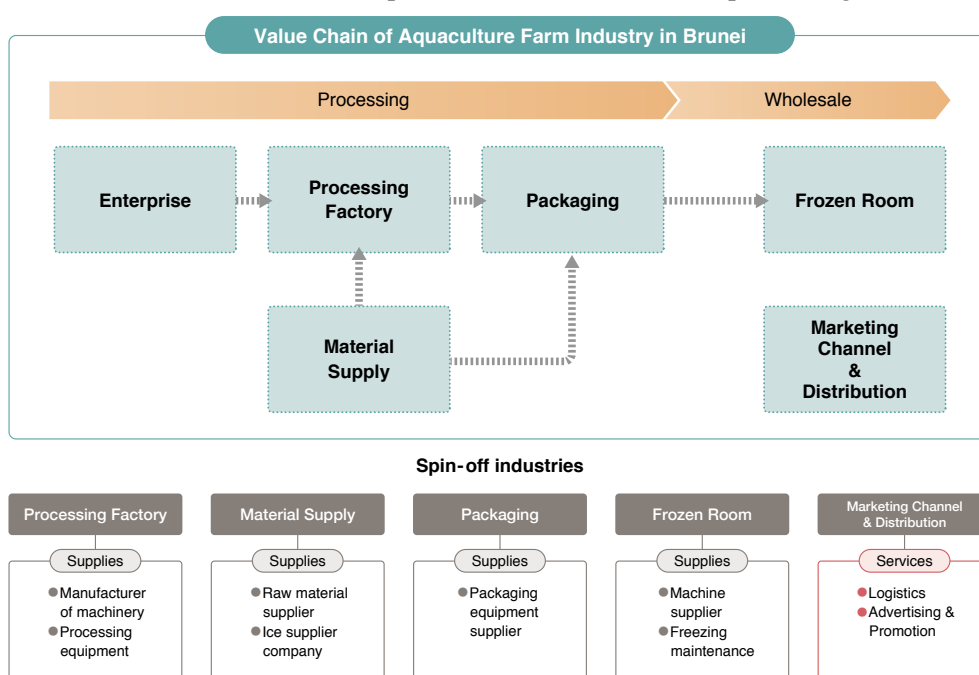 Value Chain of Aquaculture Farm Industry in Brunei
Processing
Wholesale
Enterprise
Processing
Factory
Packaging
Frozen Room
Material
Supply
Marketing
Channel
&
Distribution
Spin-off industries
Processing Factory
Supplies
Manufacturer
of machinery
Processing
equipment
Material Supply
Supplies
Raw material
supplier
Ice supplier
company
Packaging
Supplies
Packaging
equipment
supplier
Frozen Room
Supplies
Machine
supplier
Freezing
maintenance
Marketing Channel
& Distribution
Services
Logistics
Advertising &
Promotion